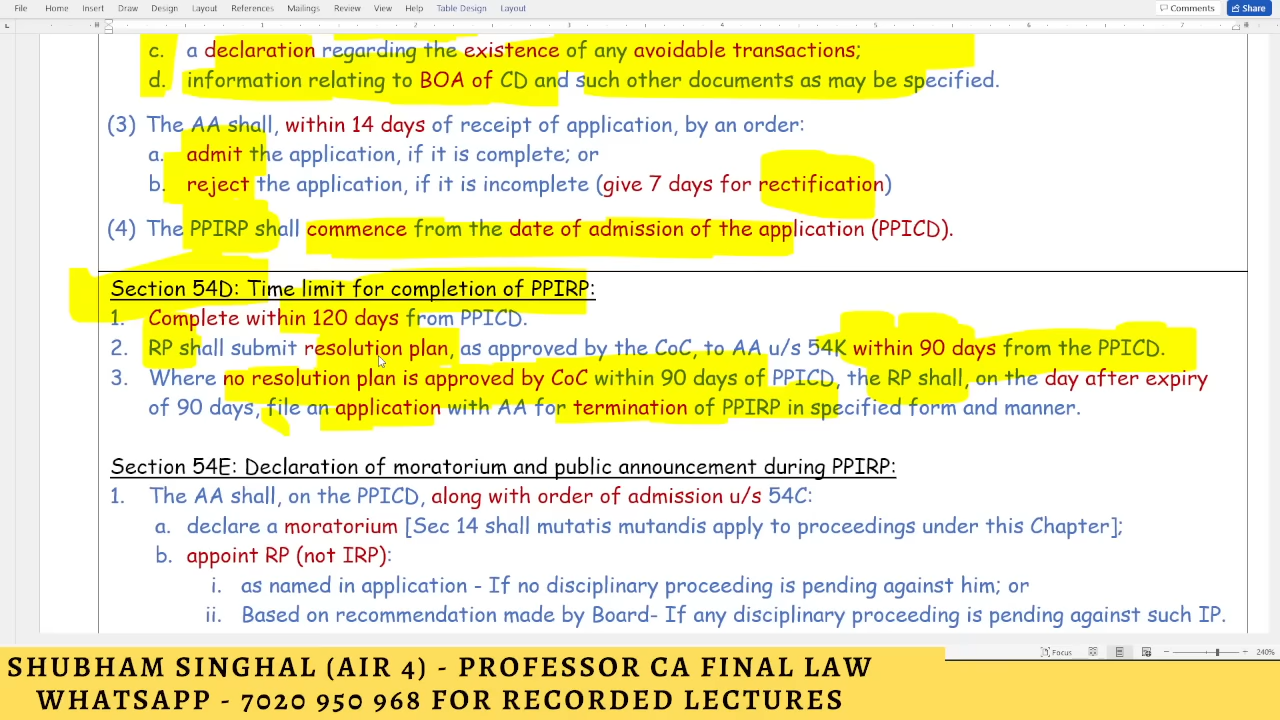 File Home Insert Draw Design Layout References Mailings Review View Help Table Design Layout Comments Share
1 2 3 4 5 6 7
c. a declaration regarding the existence of any avoidable transactions;
d. information relating to BOA of CD and such other documents as may be specified.
(3) The AA shall, within 14 days of receipt of application, by an order:
a. admit the application, if it is complete; or
b. reject the application, if it is incomplete (give 7 days for rectification)
(4) The PPIRP shall commence from the date of admission of the application (PPICD).
Section 54D: Time limit for completion of PPIRP:
1. Complete within 120 days from PPICD.
2. RP shall submit resolution plan, as approved by the CoC, to AA u/s 54K within 90 days from the PPICD.
3. Where no resolution plan is approved by CoC within 90 days of PPICD, the RP shall, on the day after expiry
of 90 days, file an application with AA for termination of PPIRP in specified form and manner.
Section 54E: Declaration of moratorium and public announcement during PPIRP:
1. The AA shall, on the PPICD, along with order of admission u/s 54C:
a. declare a moratorium [Sec 14 shall mutatis mutandis apply to proceedings under this Chapter];
b. appoint RP (not IRP):
i. as named in application - If no disciplinary proceeding is pending against him; or
ii. Based on recommendation made by Board- If any disciplinary proceeding is pending against such IP.
Focus 240%
SHUBHAM SINGHAL (AIR 4) - PROFESSOR CA FINAL LAW
WHATSAPP - 7020 950 968 FOR RECORDED LECTURES